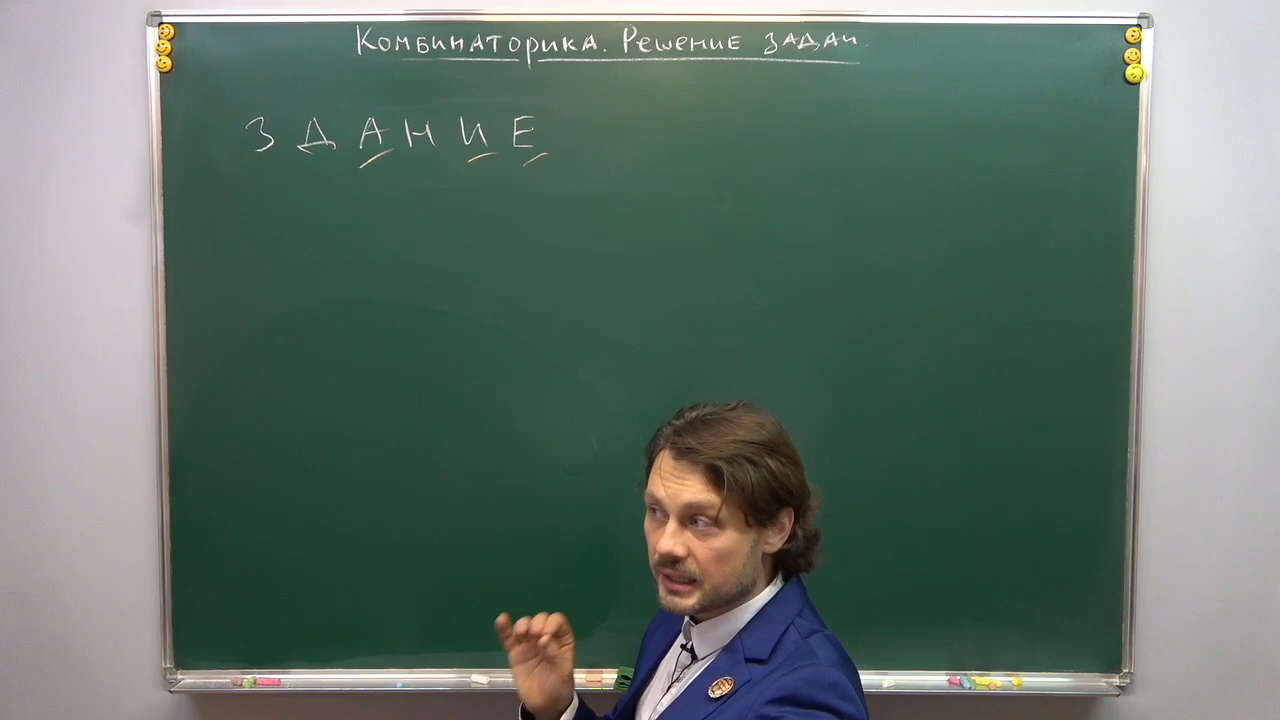 Комбинаторика. Решение задач.
З Д А Н И Е